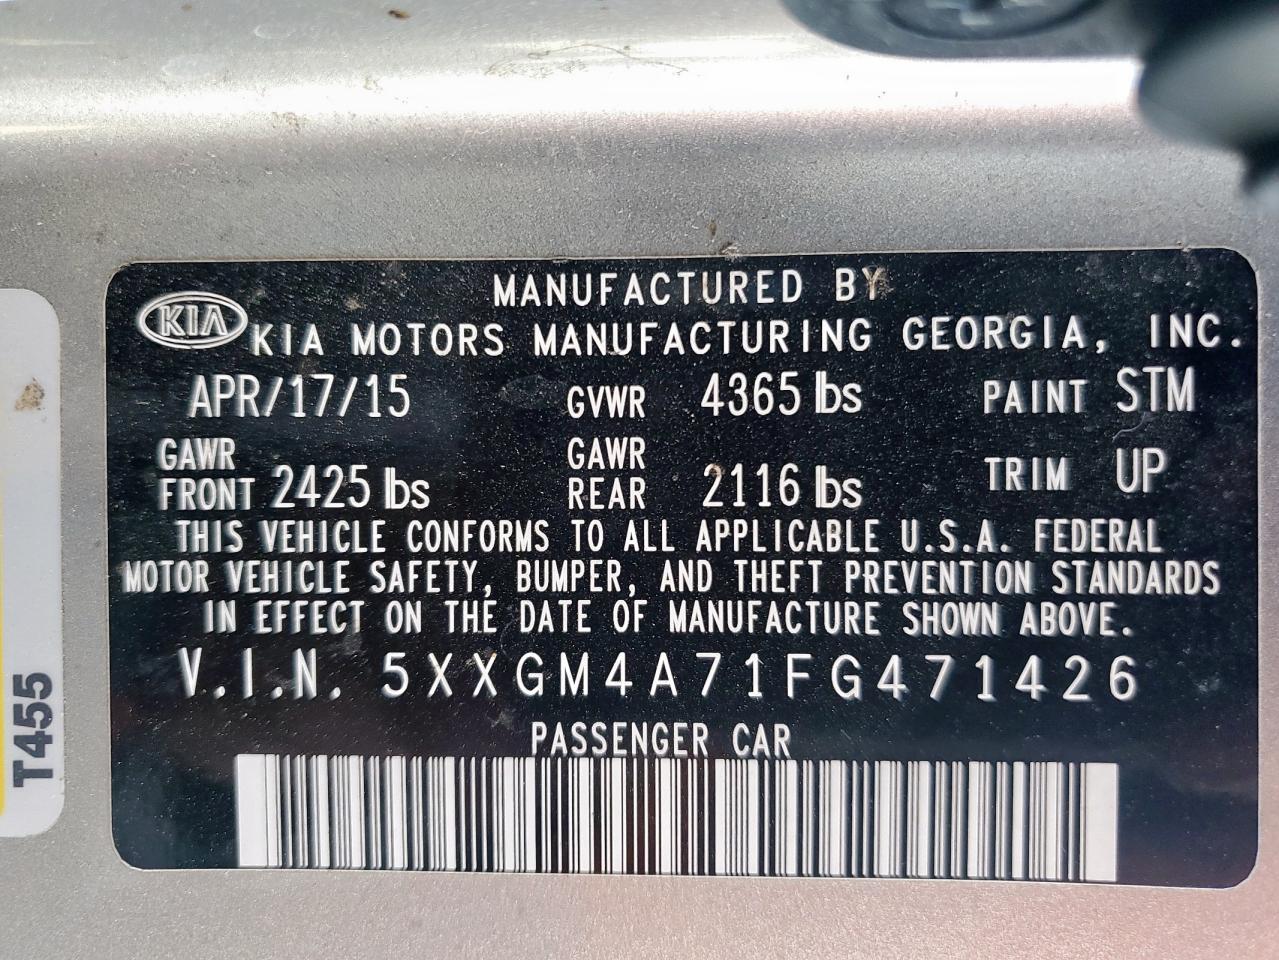 MANUFACTURED BY
KIA KIA MOTORS MANUFACTURING GEORGIA, INC.
APR/17/15 GVWR 4365 lbs PAINT STM
GAWR FRONT 2425 lbs GAWR REAR 2116 lbs TRIM UP
THIS VEHICLE CONFORMS TO ALL APPLICABLE U.S.A. FEDERAL
MOTOR VEHICLE SAFETY, BUMPER, AND THEFT PREVENTION STANDARDS
IN EFFECT ON THE DATE OF MANUFACTURE SHOWN ABOVE.
V.I.N. 5XXGM4A71FG471426
PASSENGER CAR
T455